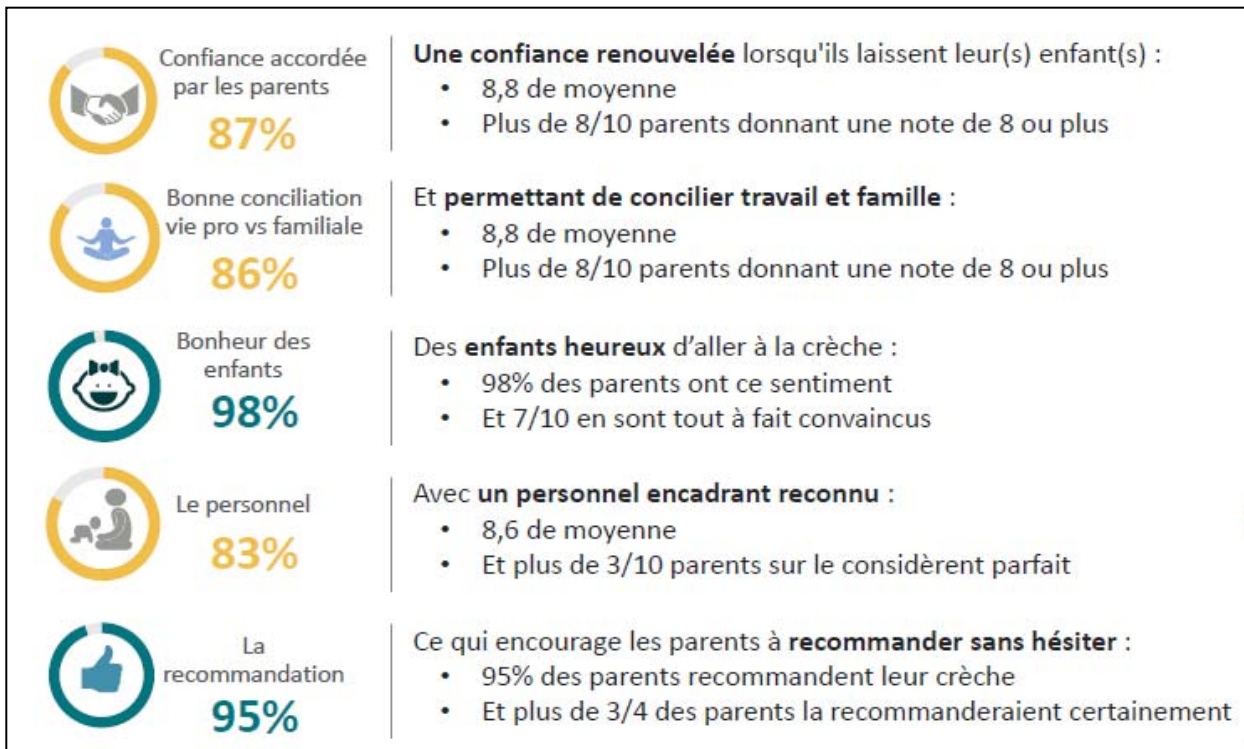 Confiance accordée
par les parents
87%
Une confiance renouvelée lorsqu'ils laissent leur(s) enfant(s) :
• 8,8 de moyenne
• Plus de 8/10 parents donnant une note de 8 ou plus
Bonne conciliation
vie pro vs familiale
86%
Et permettant de concilier travail et famille :
• 8,8 de moyenne
• Plus de 8/10 parents donnant une note de 8 ou plus
Bonheur des
enfants
98%
Des enfants heureux d’aller à la crèche :
• 98% des parents ont ce sentiment
• Et 7/10 en sont tout à fait convaincus
Le personnel
83%
Avec un personnel encadrant reconnu :
• 8,6 de moyenne
• Et plus de 3/10 parents sur le considèrent parfait
La
recommandation
95%
Ce qui encourage les parents à recommander sans hésiter :
• 95% des parents recommandent leur crèche
• Et plus de 3/4 des parents la recommanderaient certainement